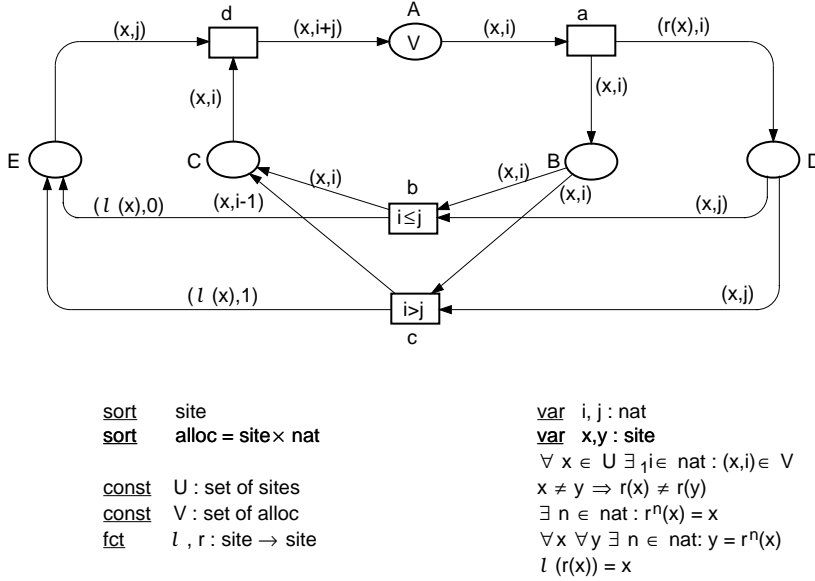 A
d
(x,j)
(x,i+j)
V
(x,i)
a
(r(x),i)
(x,i)
(x,i)
E
C
B
D
(x,i)
(x,i)
b
(x,i)
(l (x),0)
(x,i-1)
i≤j
(x,j)
(l (x),1)
i>j
(x,j)
c
sort site
sort alloc = site× nat
const U : set of sites
const V : set of alloc
fct l , r : site → site
var i, j : nat
var x,y : site
∀ x ∈ U ∃₁i∈ nat : (x,i)∈ V
x ≠ y ⇒ r(x) ≠ r(y)
∃ n ∈ nat : rⁿ(x) = x
∀x ∀y ∃ n ∈ nat: y = rⁿ(x)
l (r(x)) = x